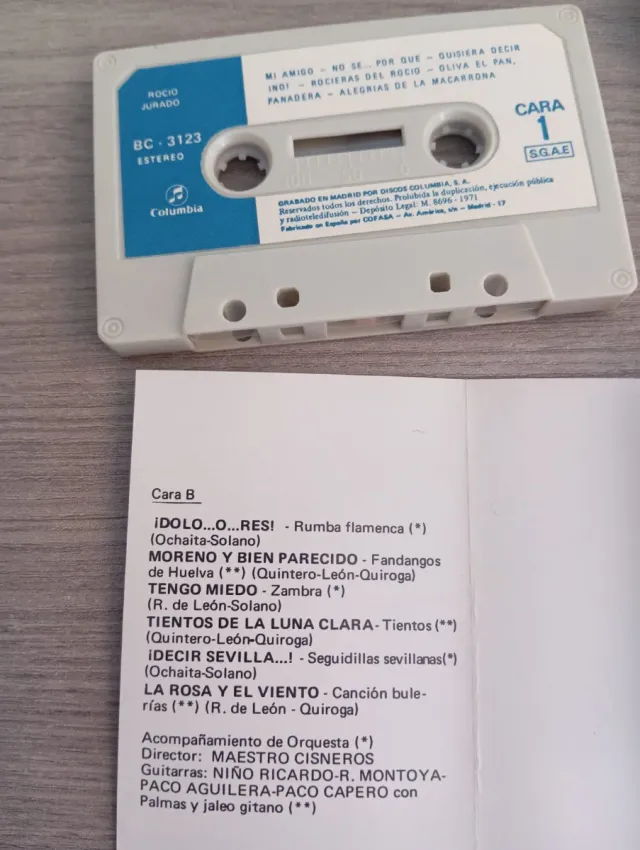 ROCIO
JURADO
BC - 3123
ESTEREO
Columbia
MI AMIGO - NO SE... POR QUE - QUISIERA DECIR
¡NO! - ROCIERAS DEL ROCIO - OLIVA EL PAN,
PANADERA - ALEGRIAS DE LA MACARRONA
CARA
1
S.G.A.E
100 50 0
GRABADO EN MADRID POR DISCOS COLUMBIA, S. A.
Reservados todos los derechos. Prohibida la duplicación, ejecución pública
y radioteledifusión - Depósito Legal: M. 8696 - 1971
Fabricado en España por COFASA - Av. América, s/n - Madrid - 17
Cara B
¡DOLO...O...RES! - Rumba flamenca (*)
(Ochaita-Solano)
MORENO Y BIEN PARECIDO - Fandangos
de Huelva (**) (Quintero-León-Quiroga)
TENGO MIEDO - Zambra (*)
(R. de León-Solano)
TIENTOS DE LA LUNA CLARA- Tientos (**)
(Quintero-León-Quiroga)
¡DECIR SEVILLA...! - Seguidillas sevillanas(*)
(Ochaita-Solano)
LA ROSA Y EL VIENTO - Canción bule-
rías (**) (R. de León - Quiroga)
Acompañamiento de Orquesta (*)
Director: MAESTRO CISNEROS
Guitarras: NIÑO RICARDO-R. MONTOYA-
PACO AGUILERA-PACO CAPERO con
Palmas y jaleo gitano (**)